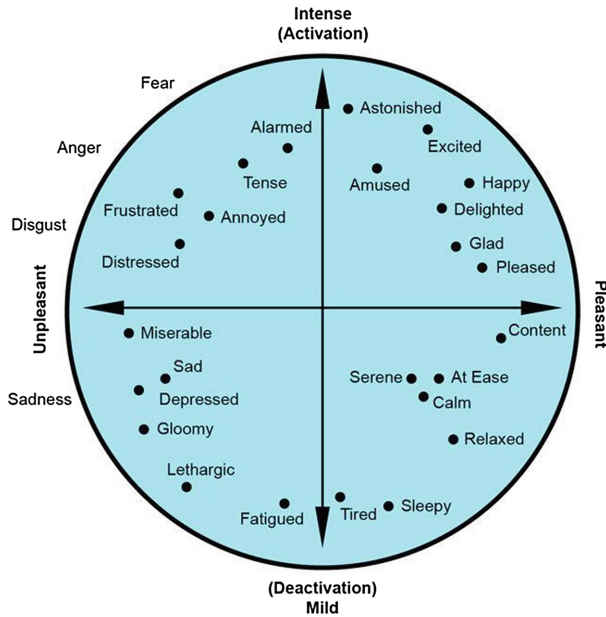 Intense
(Activation)
Fear
Astonished
Alarmed
Excited
Anger
Tense
Amused
Happy
Frustrated
Annoyed
Delighted
Disgust
Glad
Distressed
Pleased
Unpleasant
Pleasant
Content
Miserable
Sad
Serene
At Ease
Sadness
Depressed
Calm
Gloomy
Relaxed
Lethargic
Fatigued
Tired
Sleepy
(Deactivation)
Mild